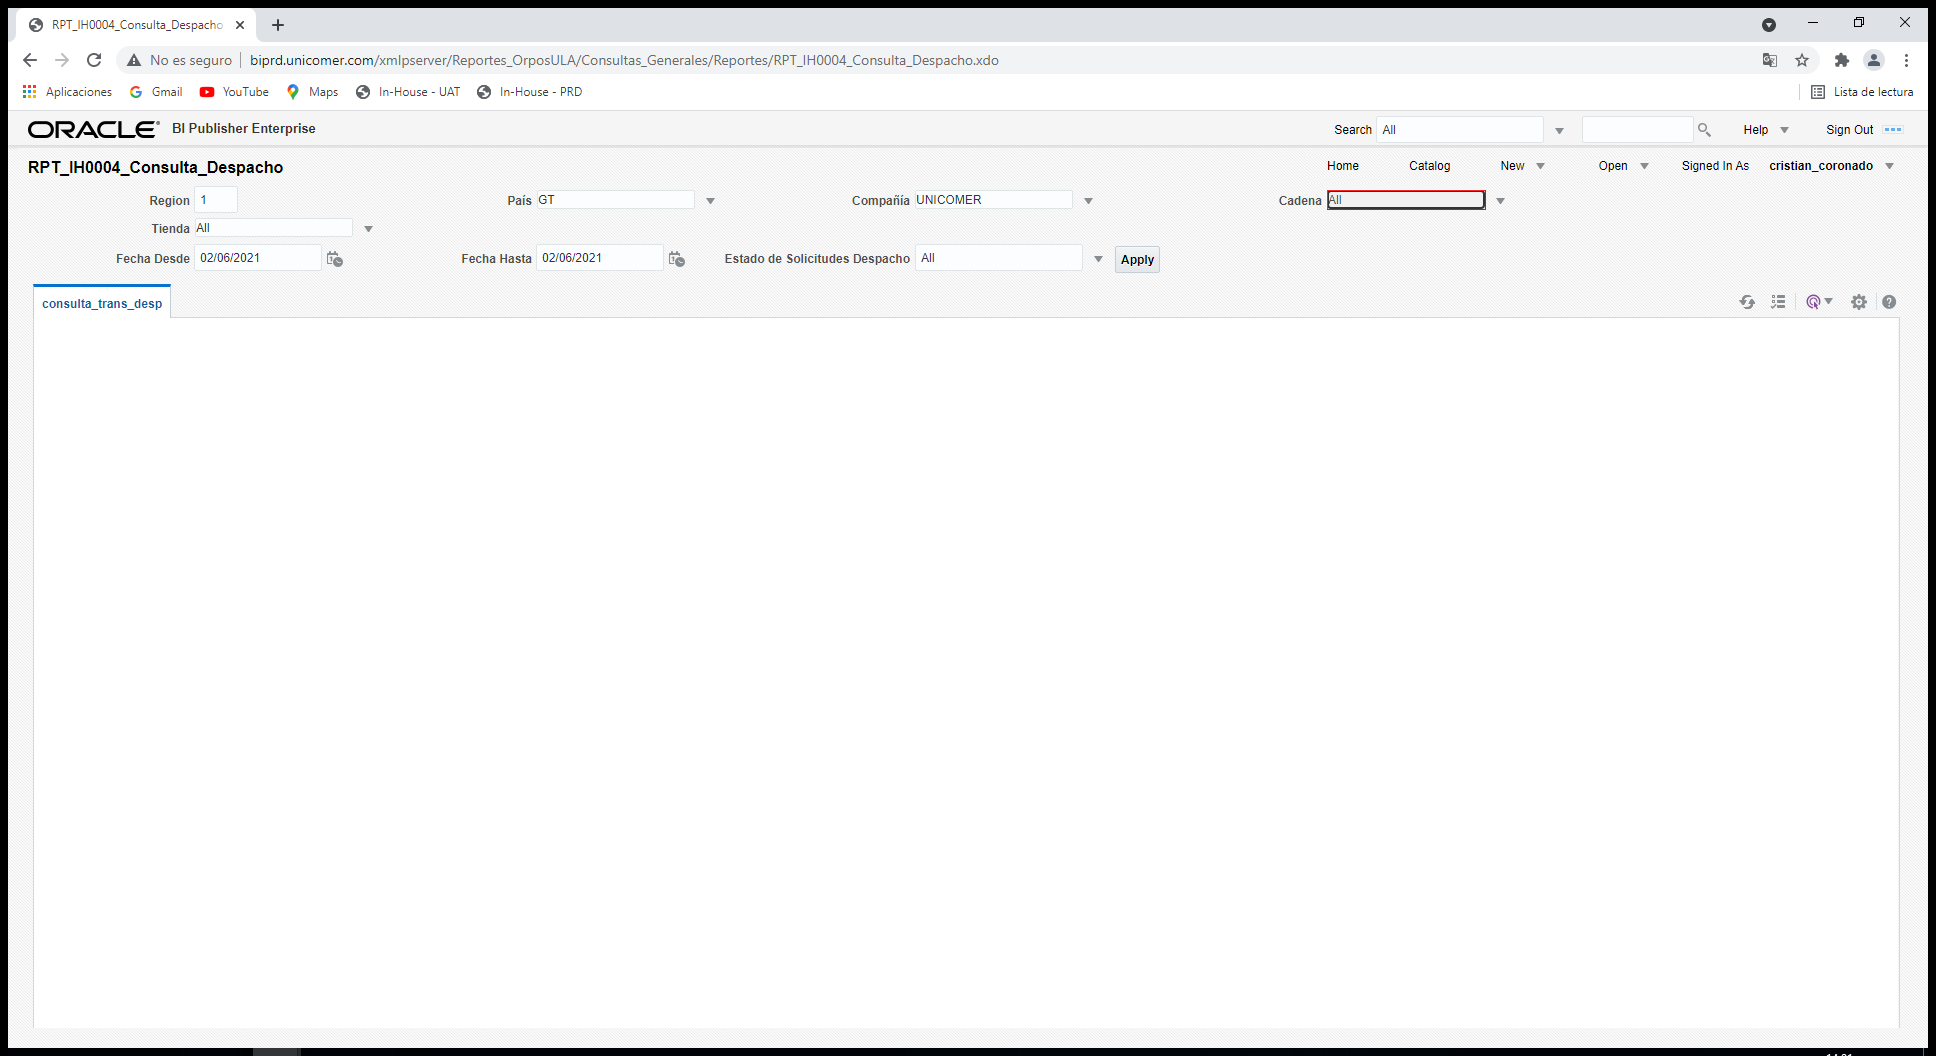 RPT_IH0004_Consulta_Despacho
No es seguro biprd.unicomer.com/xmlpserver/Reportes_OrposULA/Consultas_Generales/Reportes/RPT_IH0004_Consulta_Despacho.xdo
Aplicaciones Gmail YouTube Maps In-House - UAT In-House - PRD Lista de lectura
ORACLE BI Publisher Enterprise Search All Help Sign Out
RPT_IH0004_Consulta_Despacho Home Catalog New Open Signed In As cristian_coronado
Region 1 País GT Compañía UNICOMER Cadena All
Tienda All
Fecha Desde 02/06/2021 Fecha Hasta 02/06/2021 Estado de Solicitudes Despacho All Apply
consulta_trans_desp